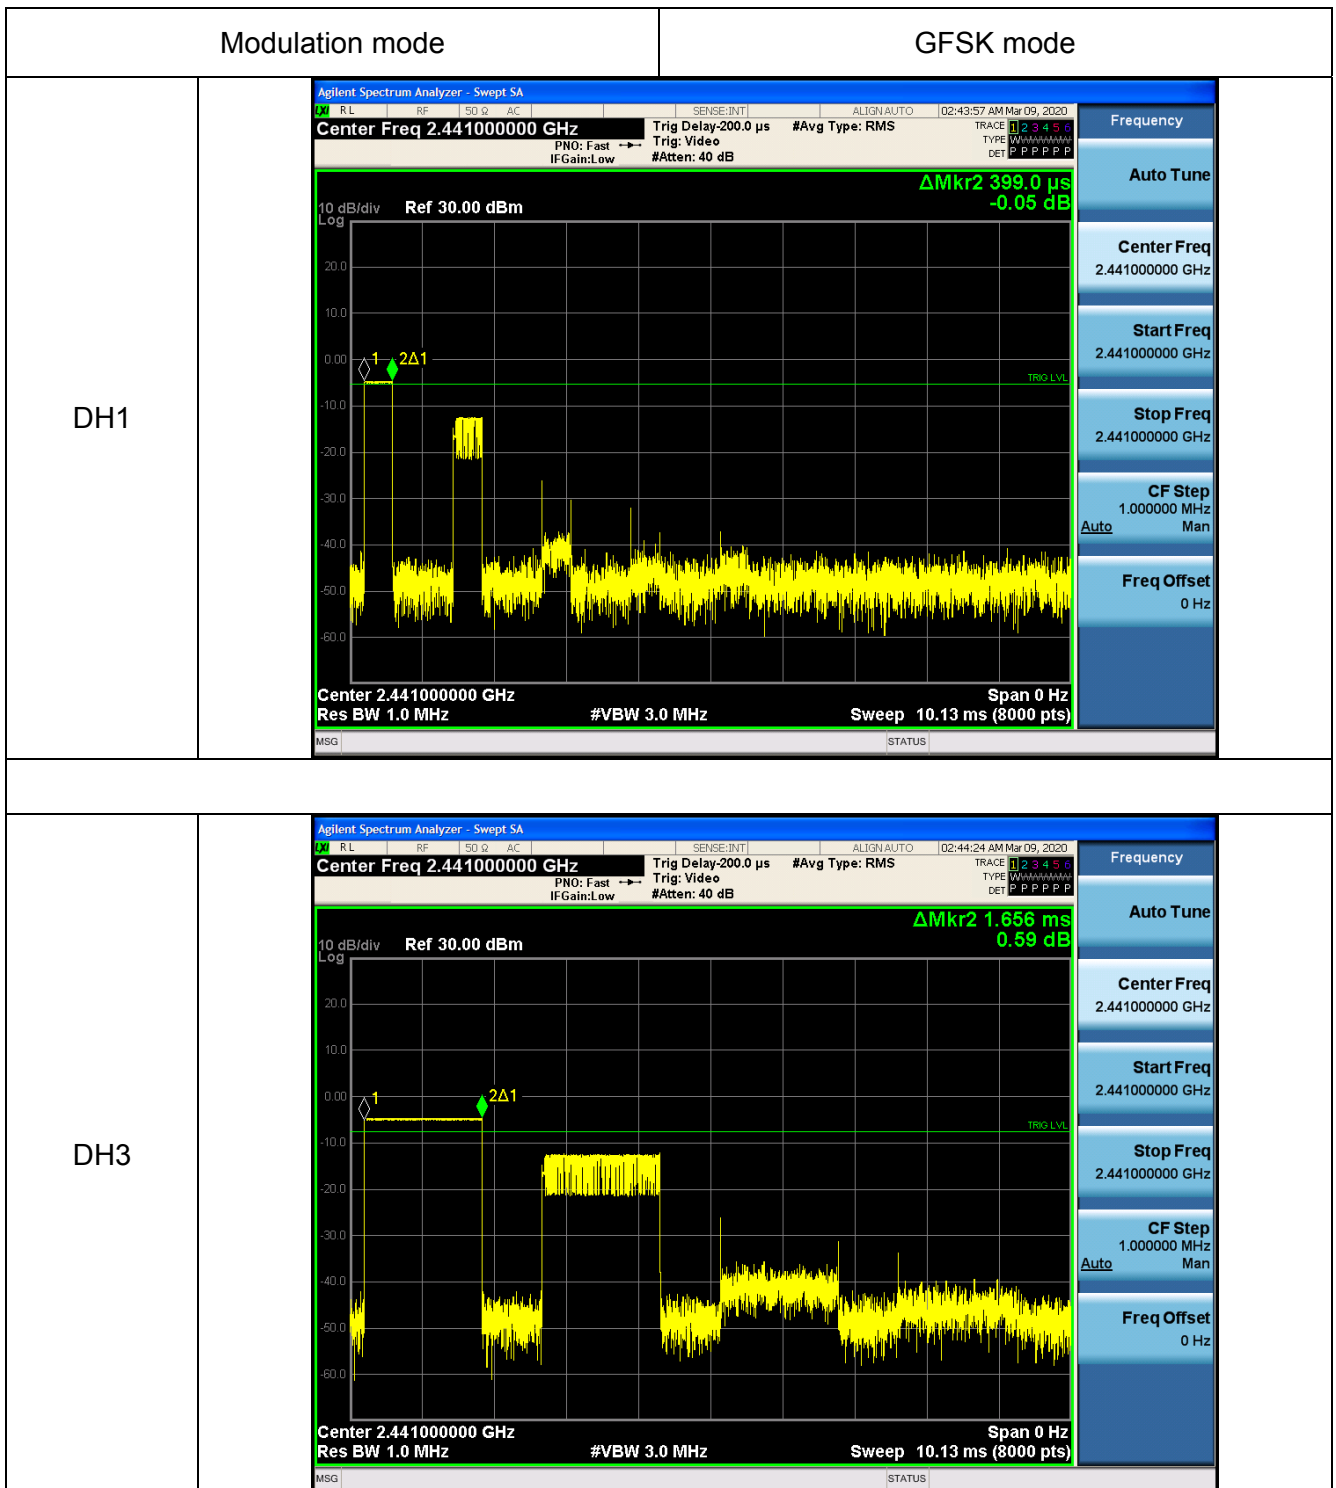 Modulation mode GFSK mode
DH1
Agilent Spectrum Analyzer - Swept SA
LXI RL RF 50 Ω AC SENSE:INT ALIGN AUTO 02:43:57 AM Mar 09, 2020
Center Freq 2.441000000 GHz Trig Delay-200.0 µs #Avg Type: RMS TRACE 1 2 3 4 5 6
PNO: Fast Trig: Video TYPE WWWWWW
IFGain:Low #Atten: 40 dB DET P P P P P P
Frequency
Auto Tune
ΔMkr2 399.0 µs
-0.05 dB
10 dB/div Ref 30.00 dBm
Log
20.0
10.0
0.00
-10.0
-20.0
-30.0
-40.0
-50.0
-60.0
1 2Δ1
TRIG LVL
Center Freq
2.441000000 GHz
Start Freq
2.441000000 GHz
Stop Freq
2.441000000 GHz
CF Step
1.000000 MHz
Auto Man
Freq Offset
0 Hz
Center 2.441000000 GHz Span 0 Hz
Res BW 1.0 MHz #VBW 3.0 MHz Sweep 10.13 ms (8000 pts)
MSG STATUS
DH3
Agilent Spectrum Analyzer - Swept SA
LXI RL RF 50 Ω AC SENSE:INT ALIGN AUTO 02:44:24 AM Mar 09, 2020
Center Freq 2.441000000 GHz Trig Delay-200.0 µs #Avg Type: RMS TRACE 1 2 3 4 5 6
PNO: Fast Trig: Video TYPE WWWWWW
IFGain:Low #Atten: 40 dB DET P P P P P P
Frequency
Auto Tune
ΔMkr2 1.656 ms
0.59 dB
10 dB/div Ref 30.00 dBm
Log
20.0
10.0
0.00
-10.0
-20.0
-30.0
-40.0
-50.0
-60.0
1 2Δ1
TRIG LVL
Center Freq
2.441000000 GHz
Start Freq
2.441000000 GHz
Stop Freq
2.441000000 GHz
CF Step
1.000000 MHz
Auto Man
Freq Offset
0 Hz
Center 2.441000000 GHz Span 0 Hz
Res BW 1.0 MHz #VBW 3.0 MHz Sweep 10.13 ms (8000 pts)
MSG STATUS